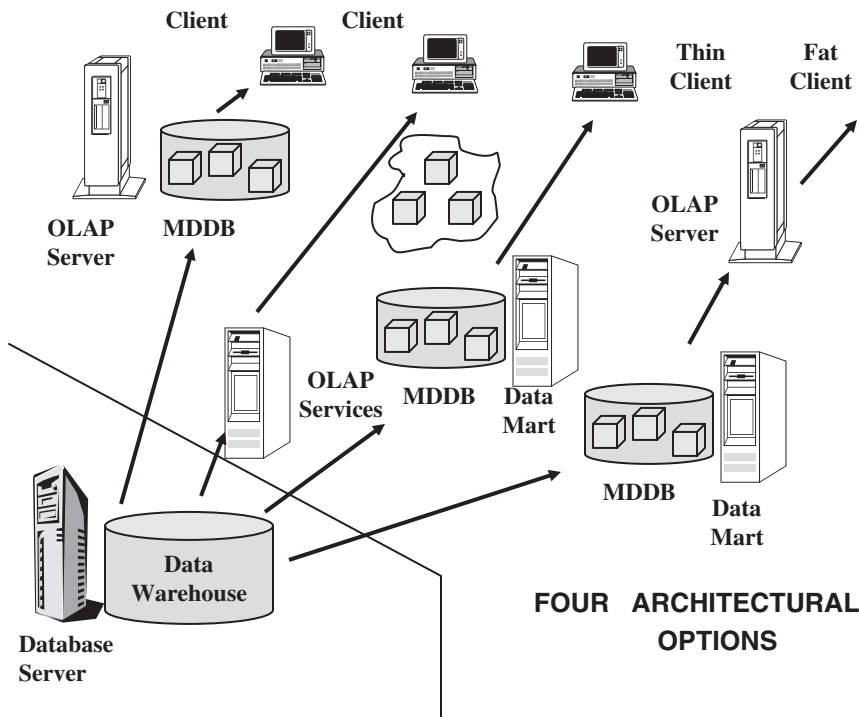 Client
Client
Thin
Client
Fat
Client
OLAP
Server
MDDB
OLAP
Server
OLAP
Services
MDDB
Data
Mart
MDDB
Data
Mart
Data
Warehouse
Database
Server
FOUR ARCHITECTURAL
OPTIONS